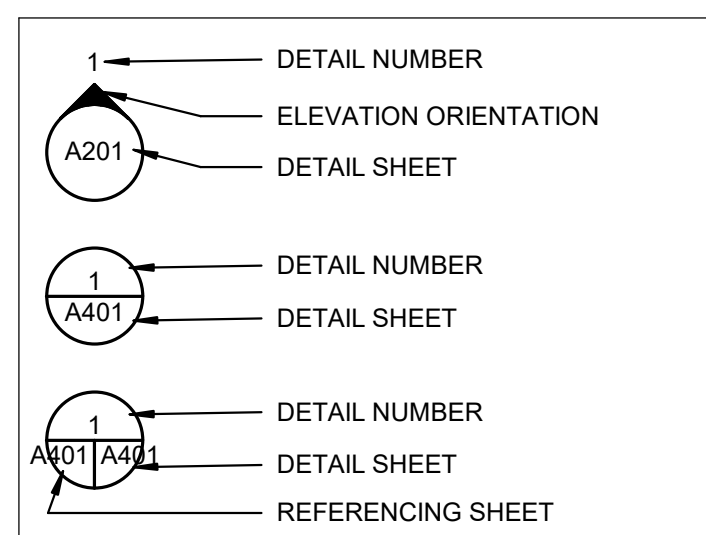 1 DETAIL NUMBER
ELEVATION ORIENTATION
A201 DETAIL SHEET
DETAIL NUMBER
1
A401 DETAIL SHEET
DETAIL NUMBER
1
A401 A401
DETAIL SHEET
REFERENCING SHEET